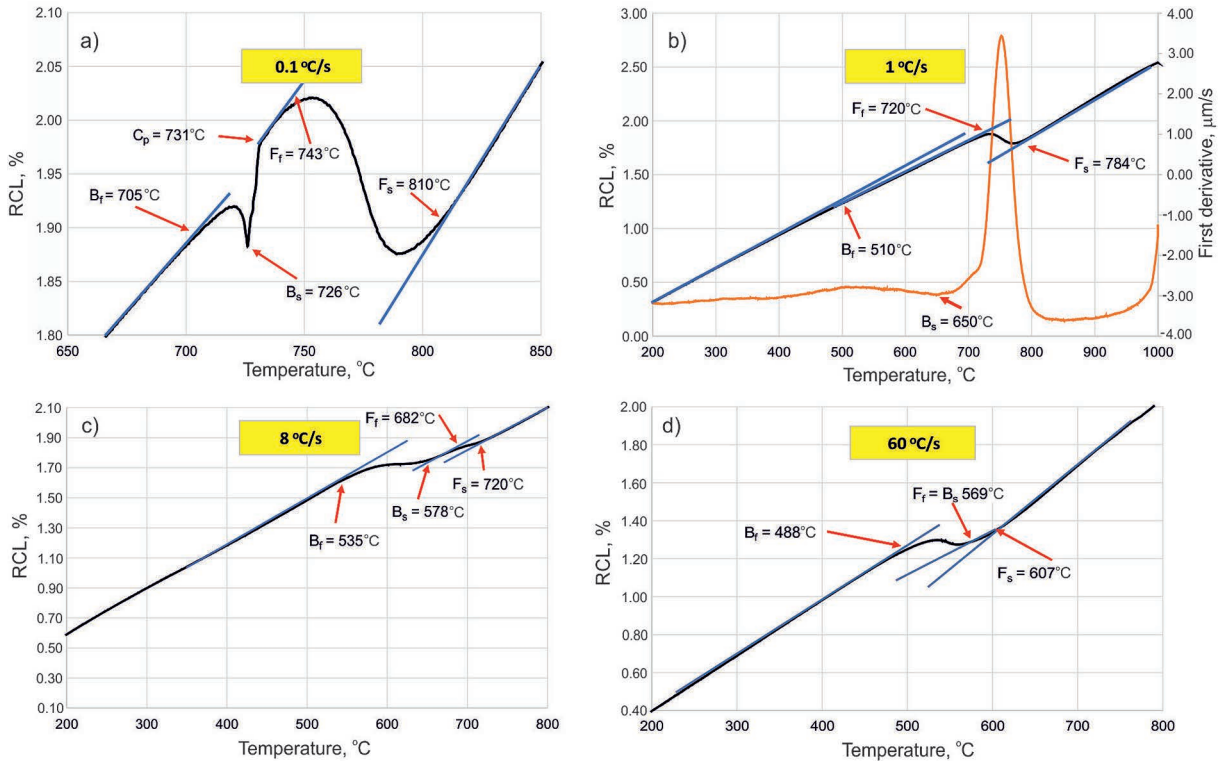 a)
0.1 °C/s
RCL, %
2.05
2.00
1.95
1.90
1.85
1.80
650
700
750
800
850
Temperature, °C
Cp = 731°C
Ff = 743°C
Bf = 705°C
Fs = 810°C
Bs = 726°C
b)
1 °C/s
RCL, %
3.00
2.50
2.00
1.50
1.00
0.50
0.00
200
300
400
500
600
700
800
900
1000
Temperature, °C
4.00
3.00
2.00
1.00
0.00
-1.00
-2.00
-3.00
-4.00
First derivative, μm/s
Ff = 720°C
Fs = 784°C
Bf = 510°C
Bs = 650°C
c)
8 °C/s
RCL, %
2.10
1.90
1.70
1.50
1.30
1.10
0.90
0.70
0.50
0.30
0.10
200
300
400
500
600
700
800
Temperature, °C
Ff = 682°C
Fs = 720°C
Bs = 578°C
Bf = 535°C
d)
60 °C/s
RCL, %
2.00
1.80
1.60
1.40
1.20
1.00
0.80
0.60
0.40
200
300
400
500
600
700
800
Temperature, °C
Ff = Bs 569°C
Bf = 488°C
Fs = 607°C